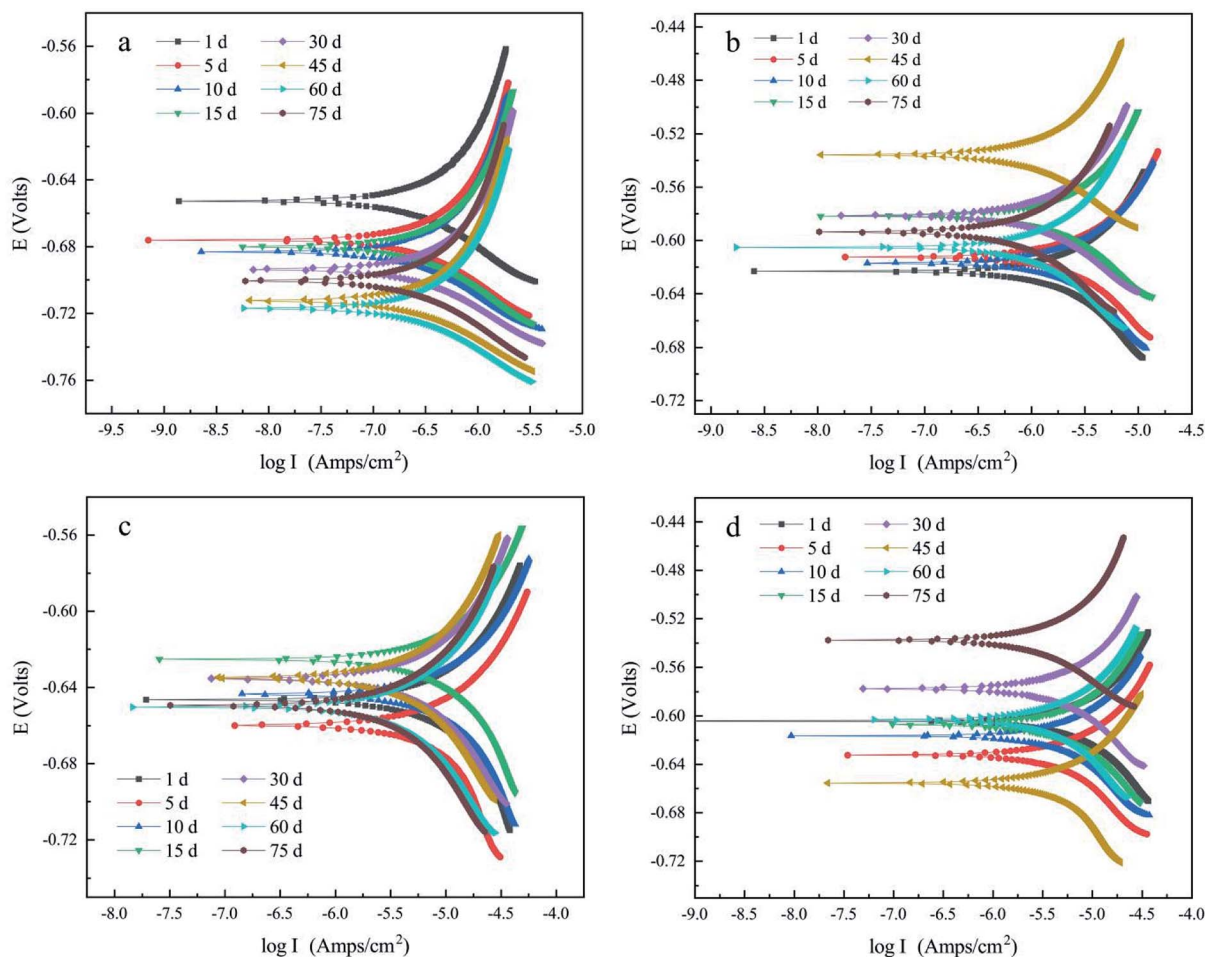 a
1 d 30 d
5 d 45 d
10 d 60 d
15 d 75 d
-0.56
-0.60
-0.64
-0.68
-0.72
-0.76
E (Volts)
-9.5 -9.0 -8.5 -8.0 -7.5 -7.0 -6.5 -6.0 -5.5 -5.0
log I (Amps/cm²)
b
1 d 30 d
5 d 45 d
10 d 60 d
15 d 75 d
-0.44
-0.48
-0.52
-0.56
-0.60
-0.64
-0.68
-0.72
E (Volts)
-9.0 -8.5 -8.0 -7.5 -7.0 -6.5 -6.0 -5.5 -5.0 -4.5
log I (Amps/cm²)
c
-0.56
-0.60
-0.64
-0.68
-0.72
E (Volts)
1 d 30 d
5 d 45 d
10 d 60 d
15 d 75 d
-8.0 -7.5 -7.0 -6.5 -6.0 -5.5 -5.0 -4.5 -4.0
log I (Amps/cm²)
d
1 d 30 d
5 d 45 d
10 d 60 d
15 d 75 d
-0.44
-0.48
-0.52
-0.56
-0.60
-0.64
-0.68
-0.72
E (Volts)
-9.0 -8.5 -8.0 -7.5 -7.0 -6.5 -6.0 -5.5 -5.0 -4.5 -4.0
log I (Amps/cm²)